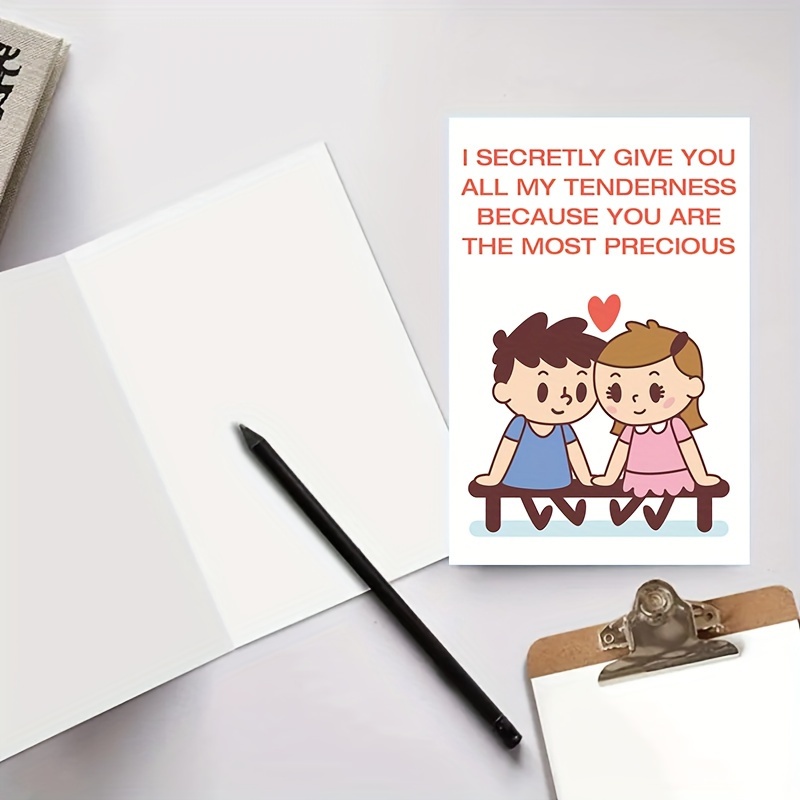 I SECRETLY GIVE YOU
ALL MY TENDERNESS
BECAUSE YOU ARE
THE MOST PRECIOUS